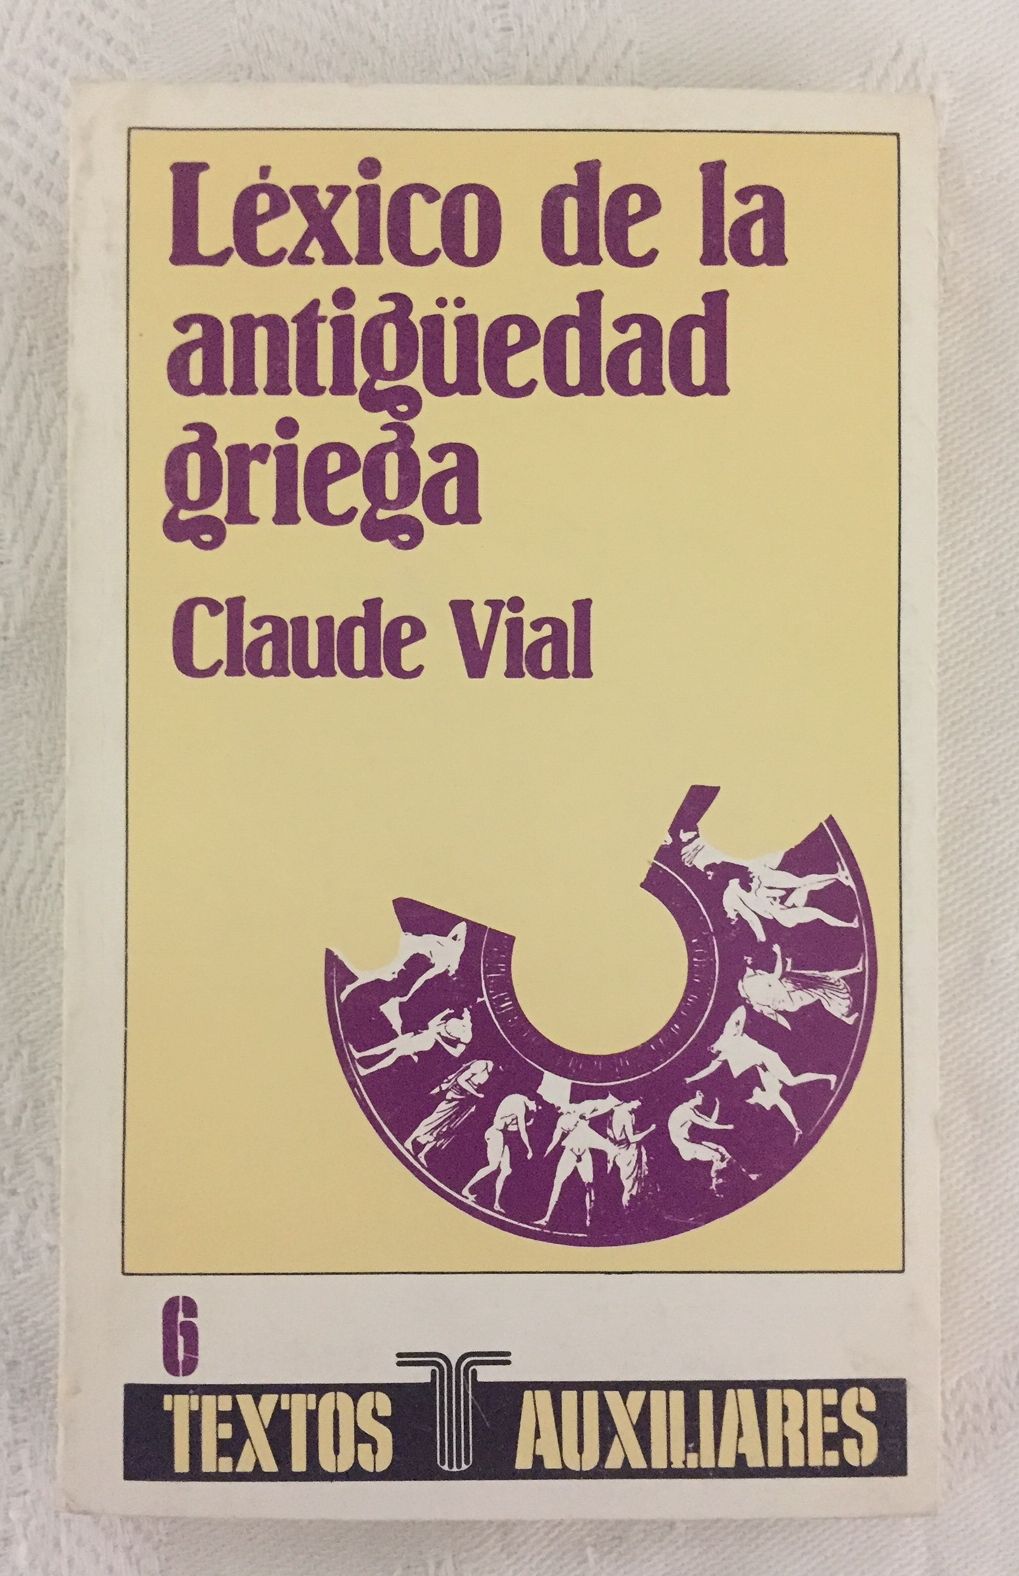 Léxico de la
antigüedad
griega
Claude Vial
6
TEXTOS AUXILIARES